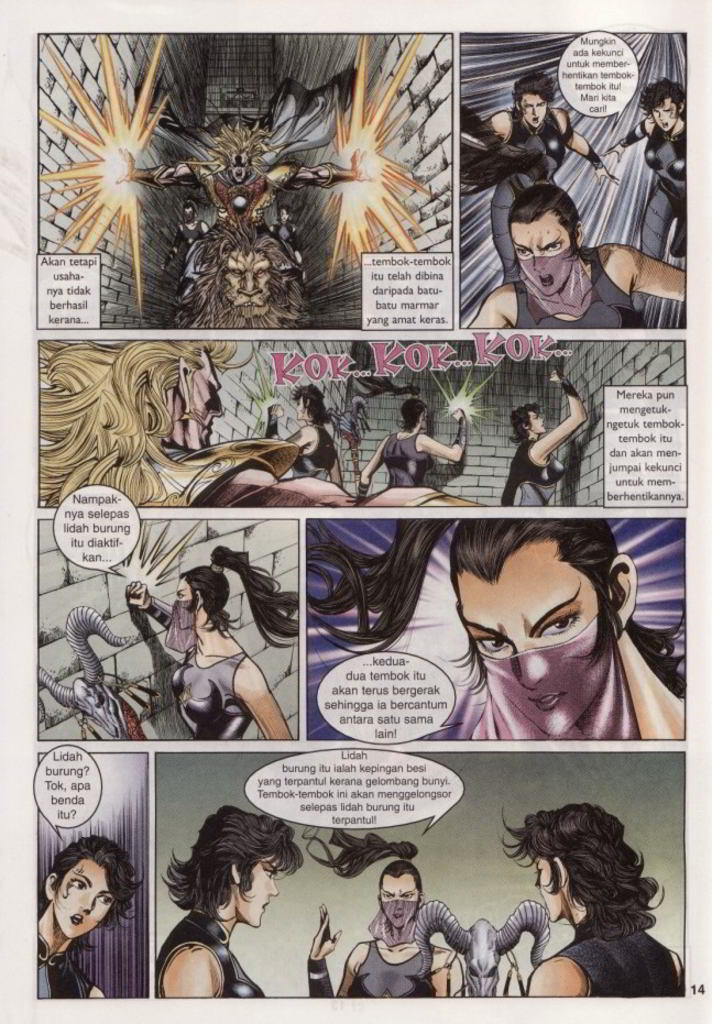 Akan tetapi
usaha-
nya tidak
berhasil
kerana...
...tembok-tembok
itu telah dibina
daripada batu-
batu marmar
yang amat keras.
Mungkin
ada kekunci
untuk member-
hentikan tembok-
tembok itu!
Mari kita
cari!
KOK... KOK... KOK...
Mereka pun
mengetuk-
ngetuk tembok-
tembok itu
dan akan men-
jumpai kekunci
untuk mem-
berhentikannya.
Nampak-
nya selepas
lidah burung
itu diaktif-
kan...
...kedua-
dua tembok itu
akan terus bergerak
sehingga ia bercantum
antara satu sama
lain!
Lidah
burung?
Tok, apa
benda
itu?
Lidah
burung itu ialah kepingan besi
yang terpantul kerana gelombang bunyi.
Tembok-tembok ini akan menggelongsor
selepas lidah burung itu
terpantul!
14